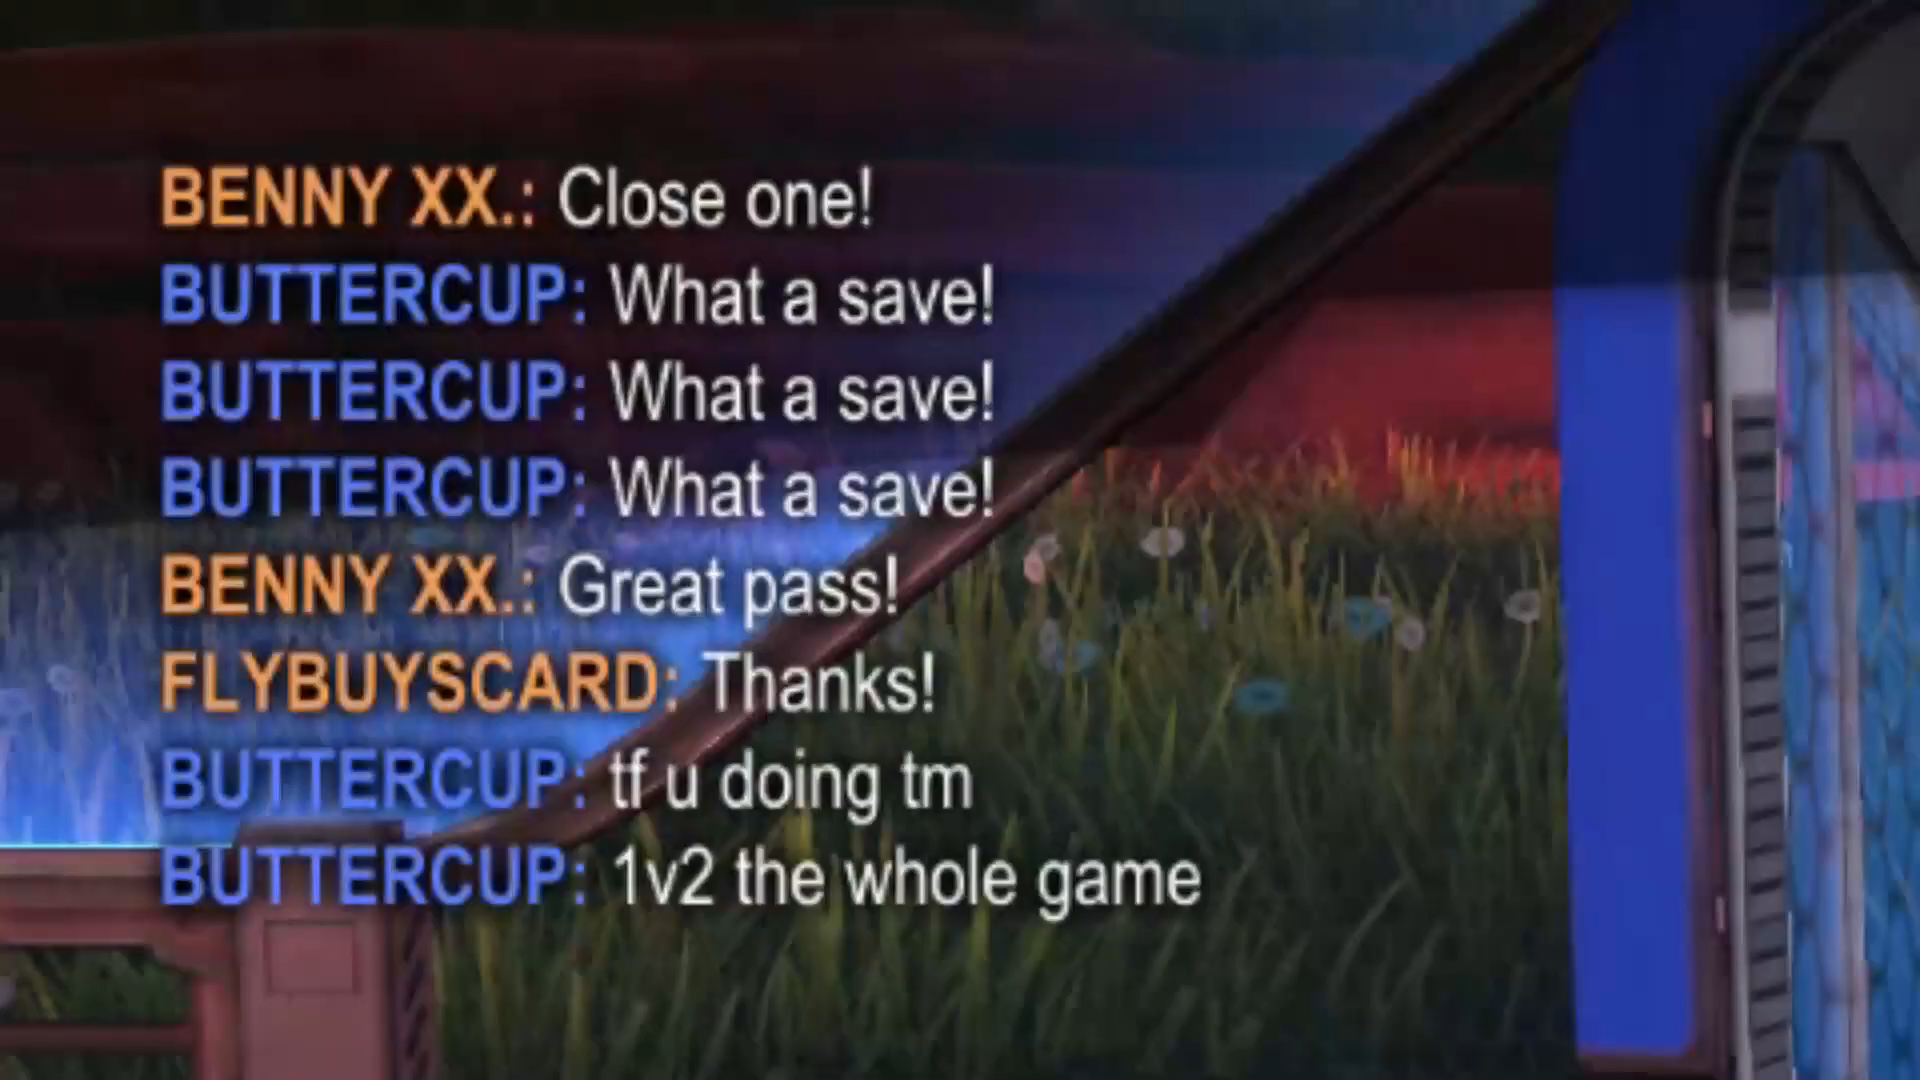 BENNY XX.: Close one!
BUTTERCUP: What a save!
BUTTERCUP: What a save!
BUTTERCUP: What a save!
BENNY XX.: Great pass!
FLYBUYSCARD: Thanks!
BUTTERCUP: tf u doing tm
BUTTERCUP: 1v2 the whole game